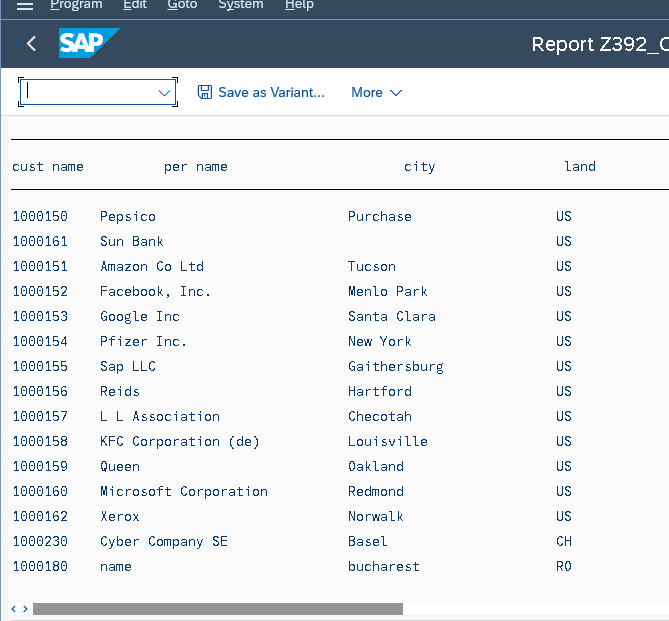 Program Edit Goto System Help
SAP Report Z392_
Save as Variant... More
cust name per name city land
1000150 Pepsico Purchase US
1000161 Sun Bank US
1000151 Amazon Co Ltd Tucson US
1000152 Facebook, Inc. Menlo Park US
1000153 Google Inc Santa Clara US
1000154 Pfizer Inc. New York US
1000155 Sap LLC Gaithersburg US
1000156 Reids Hartford US
1000157 L L Association Checotah US
1000158 KFC Corporation (de) Louisville US
1000159 Queen Oakland US
1000160 Microsoft Corporation Redmond US
1000162 Xerox Norwalk US
1000230 Cyber Company SE Basel CH
1000180 name bucharest RO